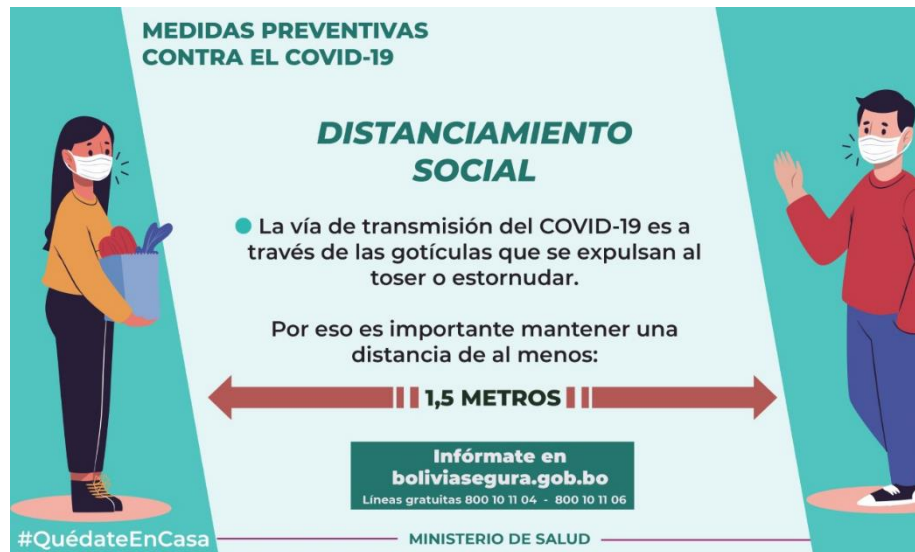 MEDIDAS PREVENTIVAS
CONTRA EL COVID-19
DISTANCIAMIENTO
SOCIAL
La vía de transmisión del COVID-19 es a
través de las gotículas que se expulsan al
toser o estornudar.
Por eso es importante mantener una
distancia de al menos:
1,5 METROS
Infórmate en
boliviasegura.gob.bo
Líneas gratuitas 800 10 11 04 - 800 10 11 06
#QuédateEnCasa
MINISTERIO DE SALUD